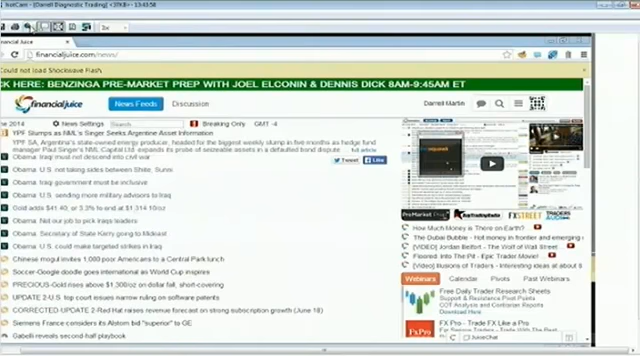 NotCam - [Darrell Diagnostic Trading] <37KB> - 13:43:58
2x
Financial Juice
financialjuice.com/news/
Could not load Shockwave Flash.
CK HERE: BENZINGA PRE-MARKET PREP WITH JOEL ELCONIN & DENNIS DICK 8AM-9:45AM ET
financialjuice
News Feeds
Discussion
Darrell Martin
ne 2014
News Settings
Search
Breaking Only
GMT -4
YPF Slumps as NML's Singer Seeks Argentine Asset Information
YPF SA, Argentina's state-owned energy producer, headed for the biggest weekly slump in five months as hedge fund
manager Paul Singer's NML Capital Ltd. expands its probe of seizeable assets in a defaulted bond dispute
full article
Tweet
Like
Obama: Iraq must not descend into civil war
Obama: U.S. not taking sides between Shiite, Sunni
Obama: Iraqi government must be inclusive
Obama: U.S. sending more military advisors to Iraq
Gold adds $41.40, or 3.3% to end at $1,314.10/oz
Obama: Not our job to pick Iraq's leaders
Obama: Secretary of State Kerry going to Mideast
Obama: U.S. could make targeted strikes in Iraq
Chinese mogul invites 1,000 poor Americans to a Central Park lunch
Soccer-Google doodle goes international as World Cup inspires
PRECIOUS-Gold rises above $1,300/oz on dollar fall, short-covering
UPDATE 2-U.S. top court issues narrow ruling on software patents
CORRECTED-UPDATE 2-Red Hat raises revenue forecast on strong subscription growth (June 18)
Siemens France considers its Alstom bid "superior" to GE
Gabelli reveals second-half playbook
FXSTREET
TRADERS
How Much Money is There on Earth?
The Dubai Bubble - Hot money in frontier and emerging
[VIDEO] Jordan Belfort - The Wolf of Wall Street
Floored: Into The Pit - Epic Trader Movie!
[Video] Illusions of Traders - Interesting ideas at about 8
Webinars
Calendar
Pivots
Past Webinars
Free Daily Trader Research Sheets
Support & Resistance Pivot Points
COT Analysis and Contrarian Reports
Download Here
FxPro
FX Pro - Trade FX Like a Pro
JuiceChat